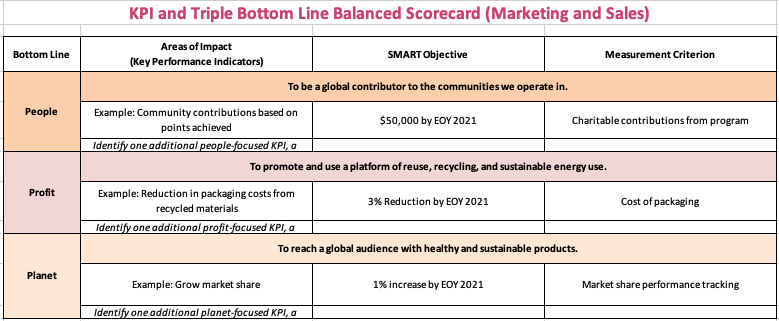 KPI and Triple Bottom Line Balanced Scorecard (Marketing and Sales)
Bottom Line
Areas of Impact
(Key Performance Indicators)
SMART Objective
Measurement Criterion
People
To be a global contributor to the communities we operate in.
Example: Community contributions based on
points achieved
$50,000 by EOY 2021
Charitable contributions from program
Identify one additional people-focused KPI, a
Profit
To promote and use a platform of reuse, recycling, and sustainable energy use.
Example: Reduction in packaging costs from
recycled materials
3% Reduction by EOY 2021
Cost of packaging
Identify one additional profit-focused KPI, a
Planet
To reach a global audience with healthy and sustainable products.
Example: Grow market share
1% increase by EOY 2021
Market share performance tracking
Identify one additional planet-focused KPI, a